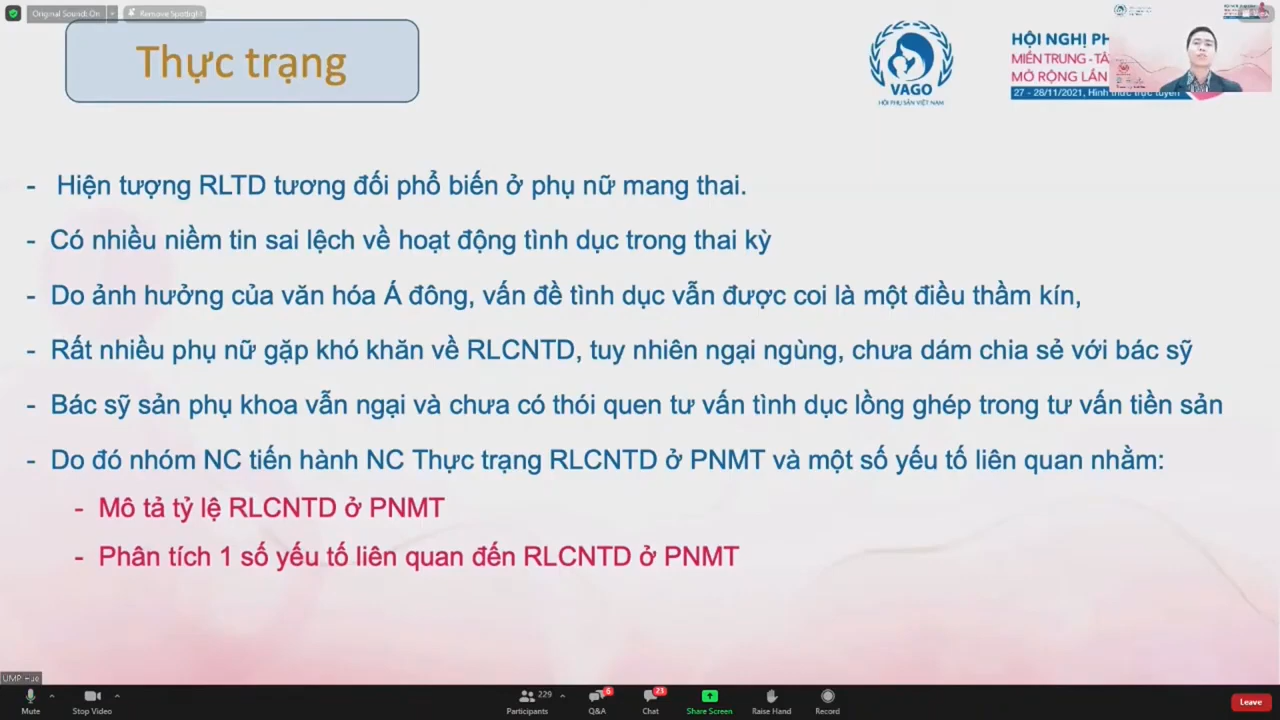 Original Sound: On
Remove Spotlight
Thực trạng
VAGO
HỘI PHỤ SẢN VIỆT NAM
HỘI NGHỊ PH
MIỀN TRUNG - TÂ
MỞ RỘNG LẦN
27 - 28/11/2021, Hình thức trực tuyến
- Hiện tượng RLTD tương đối phổ biến ở phụ nữ mang thai.
- Có nhiều niềm tin sai lệch về hoạt động tình dục trong thai kỳ
- Do ảnh hưởng của văn hóa Á đông, vấn đề tình dục vẫn được coi là một điều thầm kín,
- Rất nhiều phụ nữ gặp khó khăn về RLCNTD, tuy nhiên ngại ngùng, chưa dám chia sẻ với bác sỹ
- Bác sỹ sản phụ khoa vẫn ngại và chưa có thói quen tư vấn tình dục lồng ghép trong tư vấn tiền sản
- Do đó nhóm NC tiến hành NC Thực trạng RLCNTD ở PNMT và một số yếu tố liên quan nhằm:
- Mô tả tỷ lệ RLCNTD ở PNMT
- Phân tích 1 số yếu tố liên quan đến RLCNTD ở PNMT
UMP Hue
Mute
Stop Video
229
Participants
6
Q&A
23
Chat
Share Screen
Raise Hand
Record
Leave